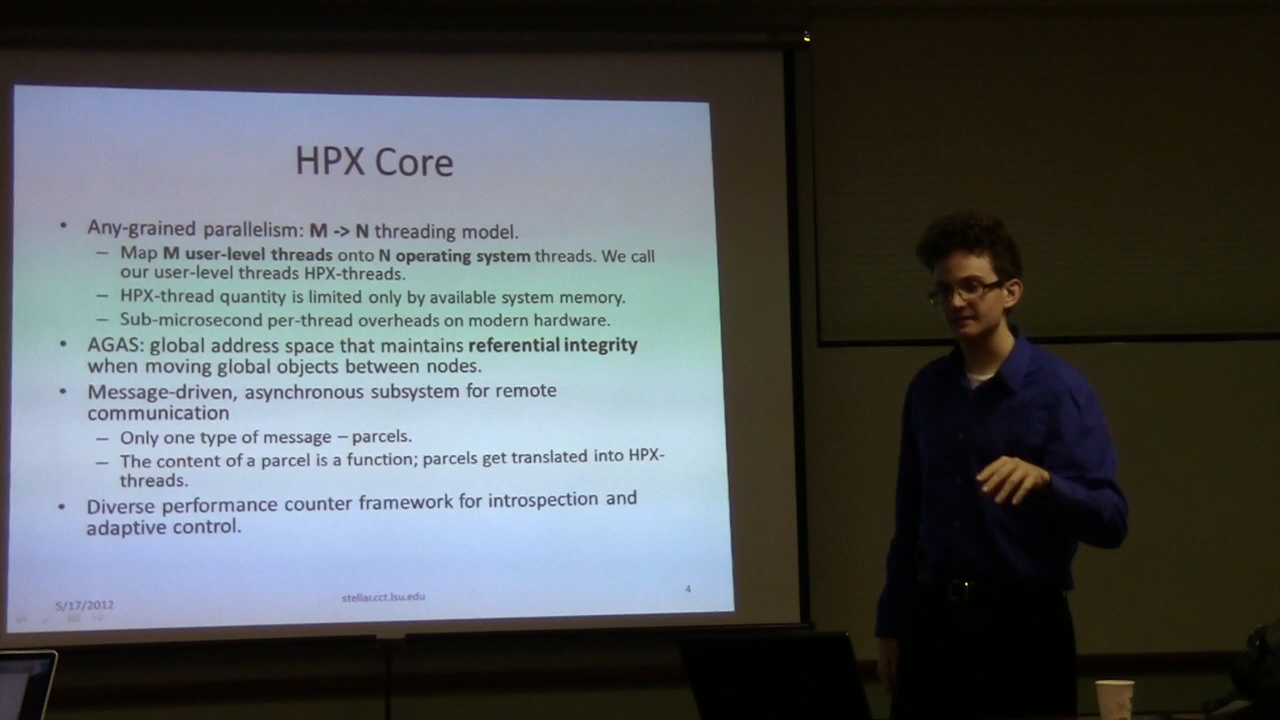 HPX Core
• Any-grained parallelism: M -> N threading model.
– Map M user-level threads onto N operating system threads. We call
our user-level threads HPX-threads.
– HPX-thread quantity is limited only by available system memory.
– Sub-microsecond per-thread overheads on modern hardware.
• AGAS: global address space that maintains referential integrity
when moving global objects between nodes.
• Message-driven, asynchronous subsystem for remote
communication
– Only one type of message – parcels.
– The content of a parcel is a function; parcels get translated into HPX-
threads.
• Diverse performance counter framework for introspection and
adaptive control.
5/17/2012
stellar.cct.lsu.edu
4